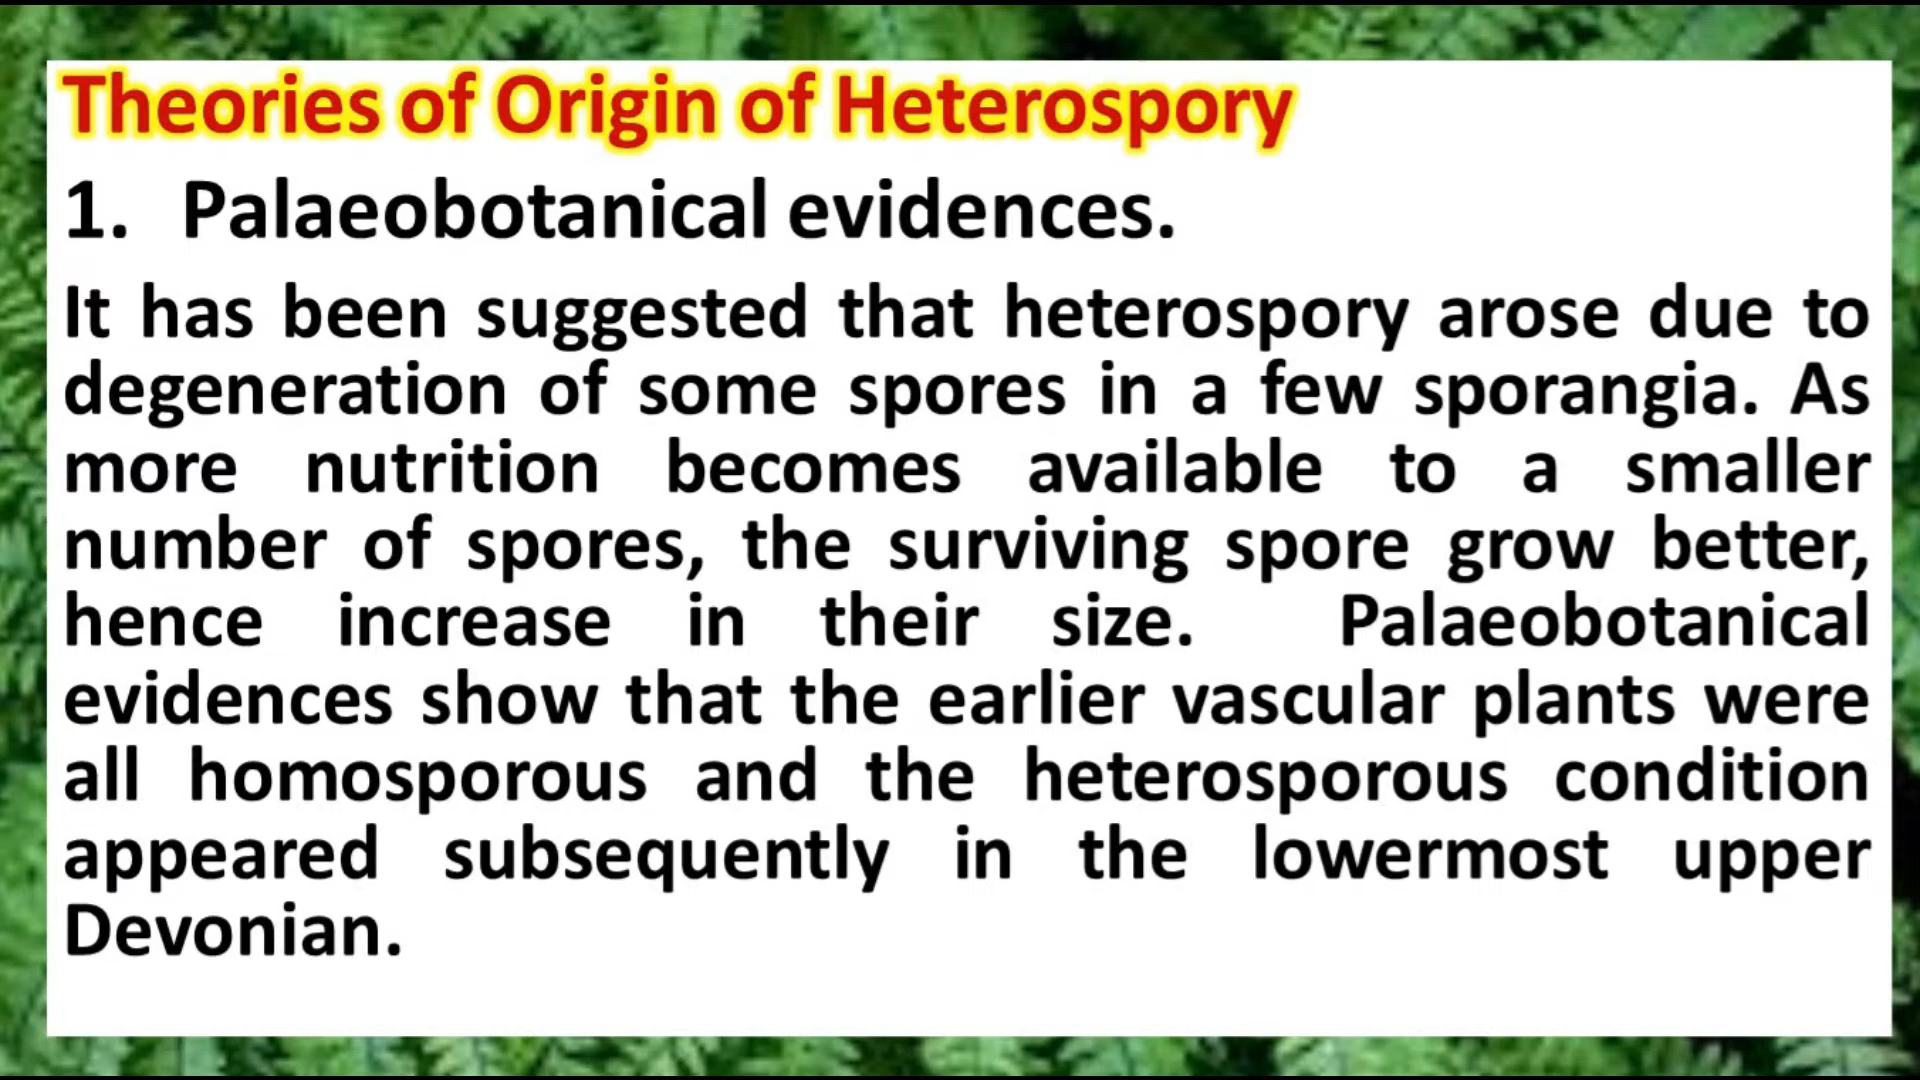 Theories of Origin of Heterospory
1. Palaeobotanical evidences.
It has been suggested that heterospory arose due to
degeneration of some spores in a few sporangia. As
more nutrition becomes available to a smaller
number of spores, the surviving spore grow better,
hence increase in their size. Palaeobotanical
evidences show that the earlier vascular plants were
all homosporous and the heterosporous condition
appeared subsequently in the lowermost upper
Devonian.